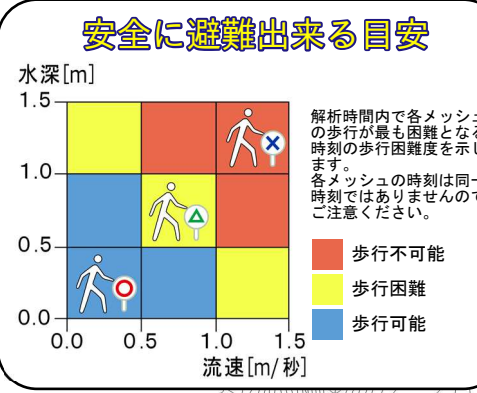 安全に避難出来る目安
水深[m]
1.5
1.0
0.5
0.0
0.0 0.5 1.0 1.5
流速[m/秒]
解析時間内で各メッシュ
の歩行が最も困難となる
時刻の歩行困難度を示し
ます。
各メッシュの時刻は同一
時刻ではありませんので
ご注意ください。
歩行不可能
歩行困難
歩行可能